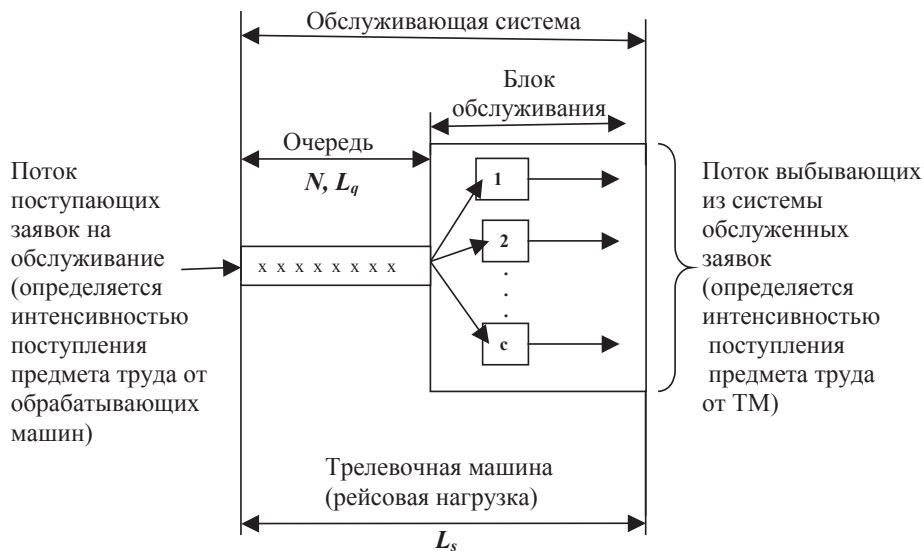 Обслуживающая система
Блок
обслуживания
Очередь
N, Lq
Поток
поступающих
заявок на
обслуживание
(определяется
интенсивностью
поступления
предмета труда от
обрабатывающих
машин)
x x x x x x x x
1
2
.
.
.
c
Поток выбывающих
из системы
обслуженных
заявок
(определяется
интенсивностью
поступления
предмета труда
от ТМ)
Трелевочная машина
(рейсовая нагрузка)
Ls